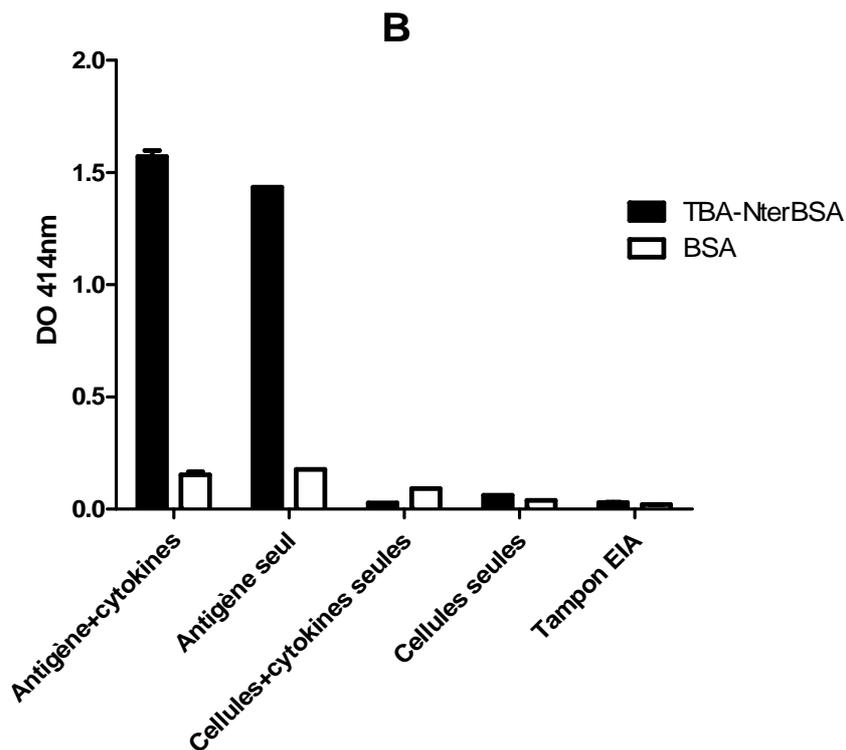 B
2.0
1.5
1.0
0.5
0.0
DO 414nm
TBA-NterBSA
BSA
Antigène+cytokines
Antigène seul
Cellules+cytokines seules
Cellules seules
Tampon EIA